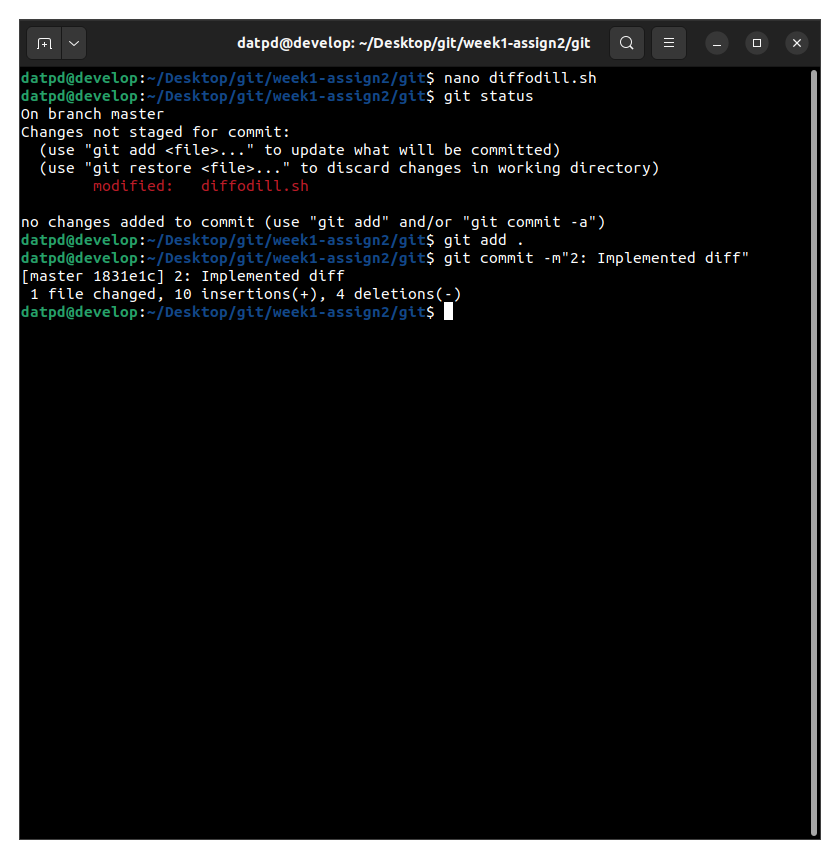 datpd@develop: ~/Desktop/git/week1-assign2/git
datpd@develop:~/Desktop/git/week1-assign2/git$ nano diffodill.sh
datpd@develop:~/Desktop/git/week1-assign2/git$ git status
On branch master
Changes not staged for commit:
  (use "git add <file>..." to update what will be committed)
  (use "git restore <file>..." to discard changes in working directory)
        modified:   diffodill.sh

no changes added to commit (use "git add" and/or "git commit -a")
datpd@develop:~/Desktop/git/week1-assign2/git$ git add .
datpd@develop:~/Desktop/git/week1-assign2/git$ git commit -m"2: Implemented diff"
[master 1831e1c] 2: Implemented diff
 1 file changed, 10 insertions(+), 4 deletions(-)
datpd@develop:~/Desktop/git/week1-assign2/git$